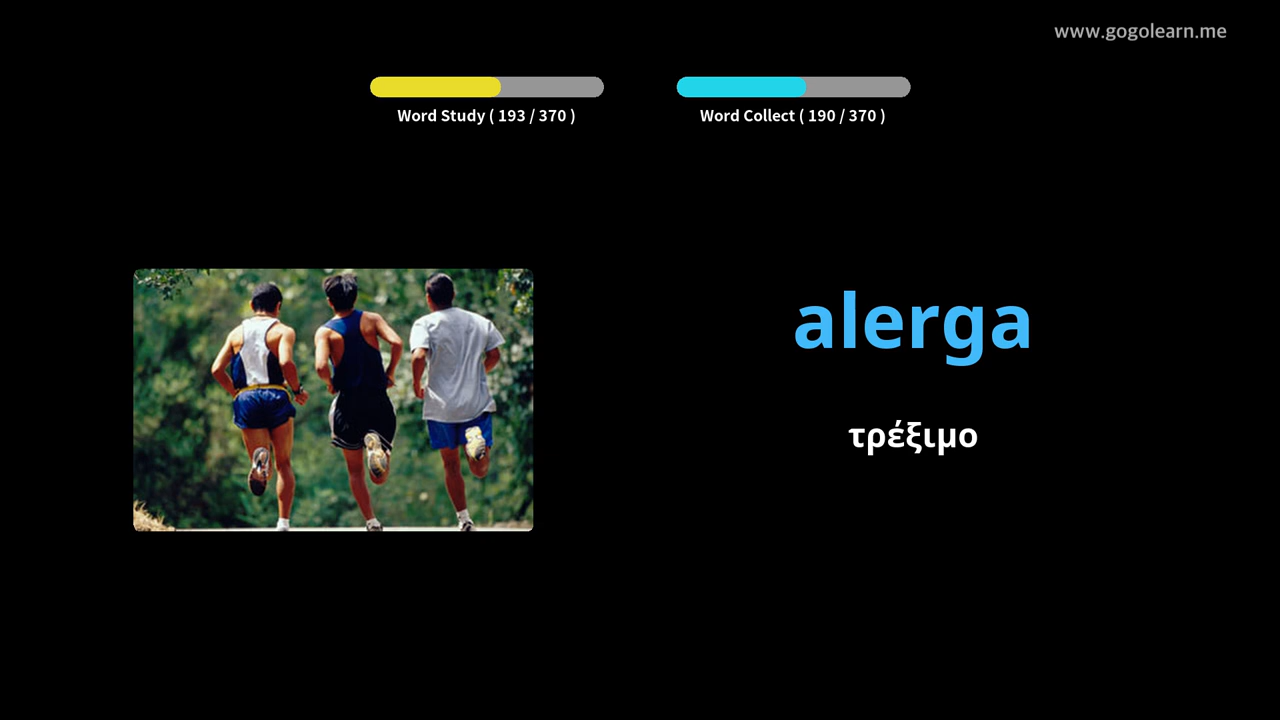 www.gogolearn.me
Word Study ( 193 / 370 )
Word Collect ( 190 / 370 )
alerga
τρέξιμο